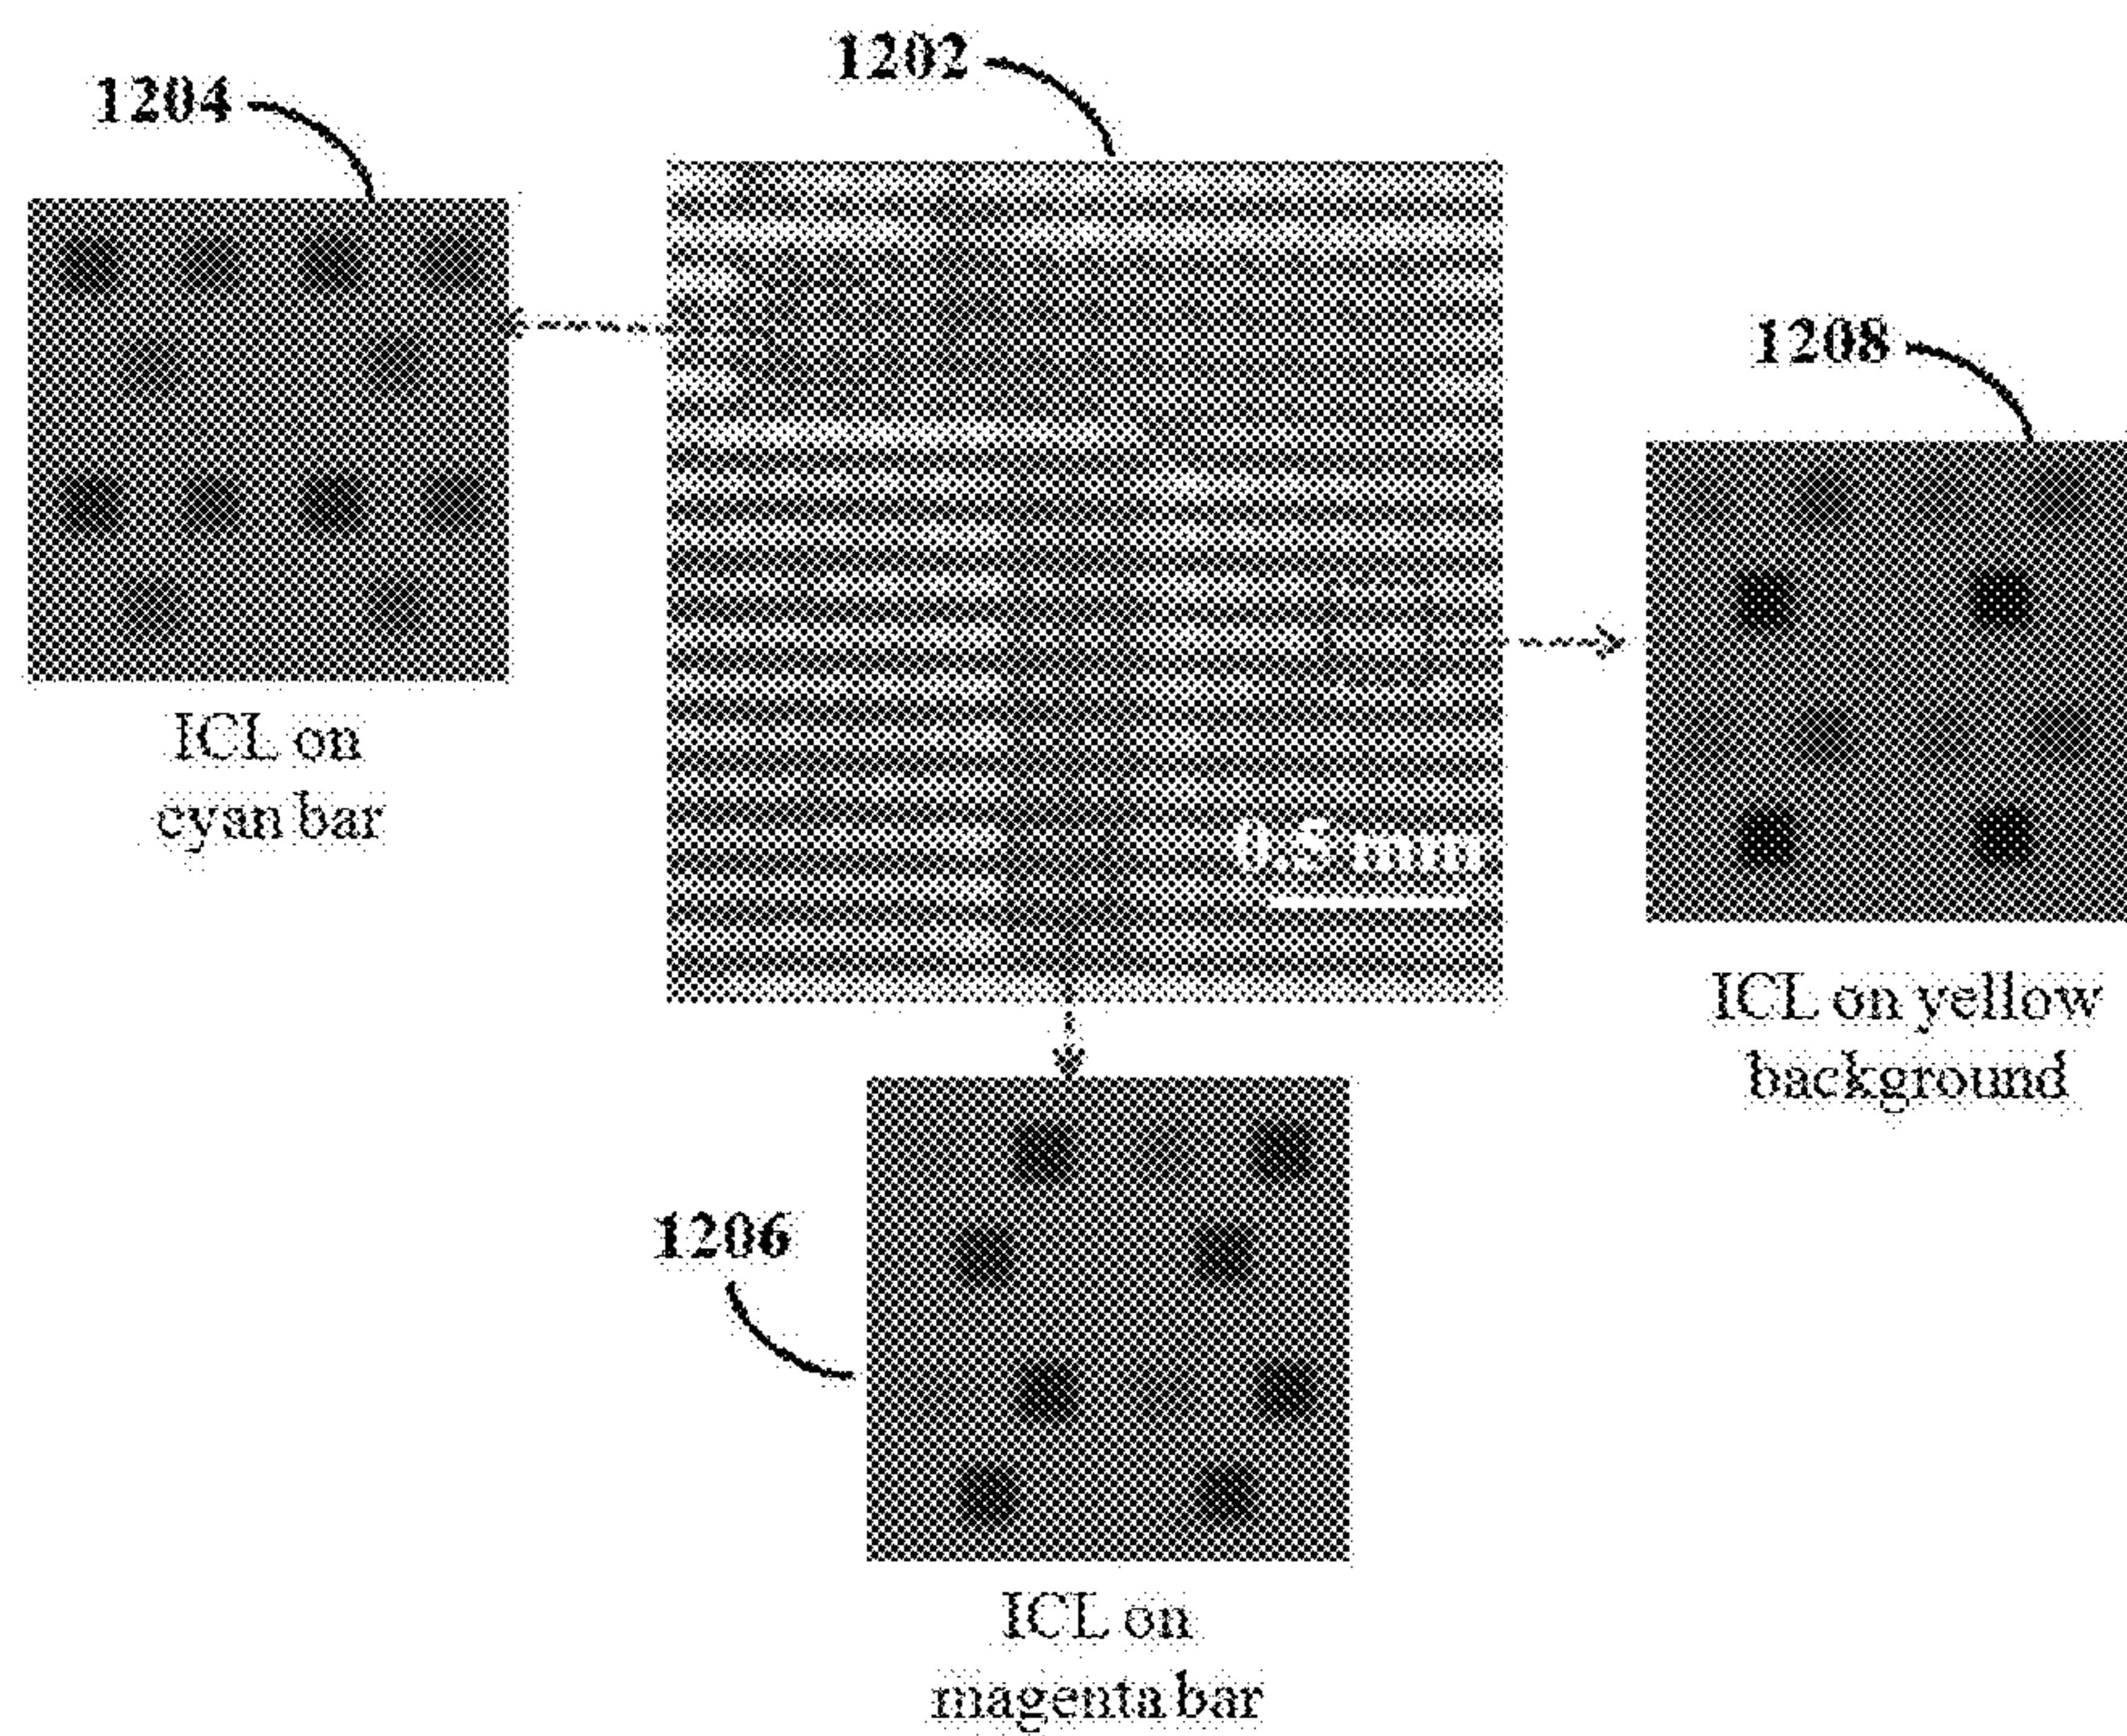 1202
1204
1208
ICL on
cyan bar
0.5 mm
ICL on yellow
background
1206
ICL on
magenta bar